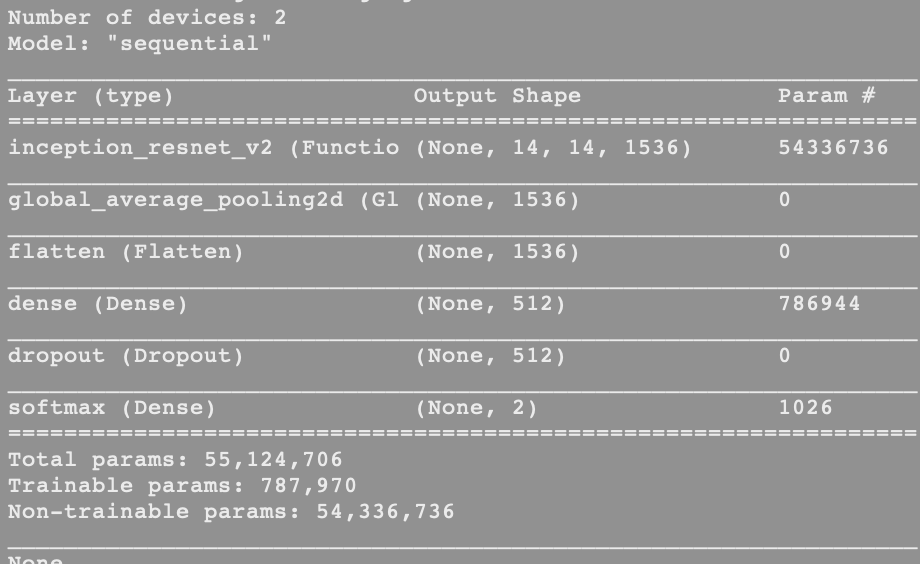 Number of devices: 2
Model: "sequential"
Layer (type) Output Shape Param #
=================================================================
inception_resnet_v2 (Functio (None, 14, 14, 1536) 54336736
global_average_pooling2d (Gl (None, 1536) 0
flatten (Flatten) (None, 1536) 0
dense (Dense) (None, 512) 786944
dropout (Dropout) (None, 512) 0
softmax (Dense) (None, 2) 1026
=================================================================
Total params: 55,124,706
Trainable params: 787,970
Non-trainable params: 54,336,736
None